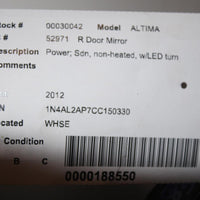 tock # 00030042 Model ALTIMA
S # 52971 R Door Mirror
escription Power; Sdn, non-heated, w/LED turn
omments
2012
N 1N4AL2AP7CC150330
cated WHSE
Condition
B C
0000188550